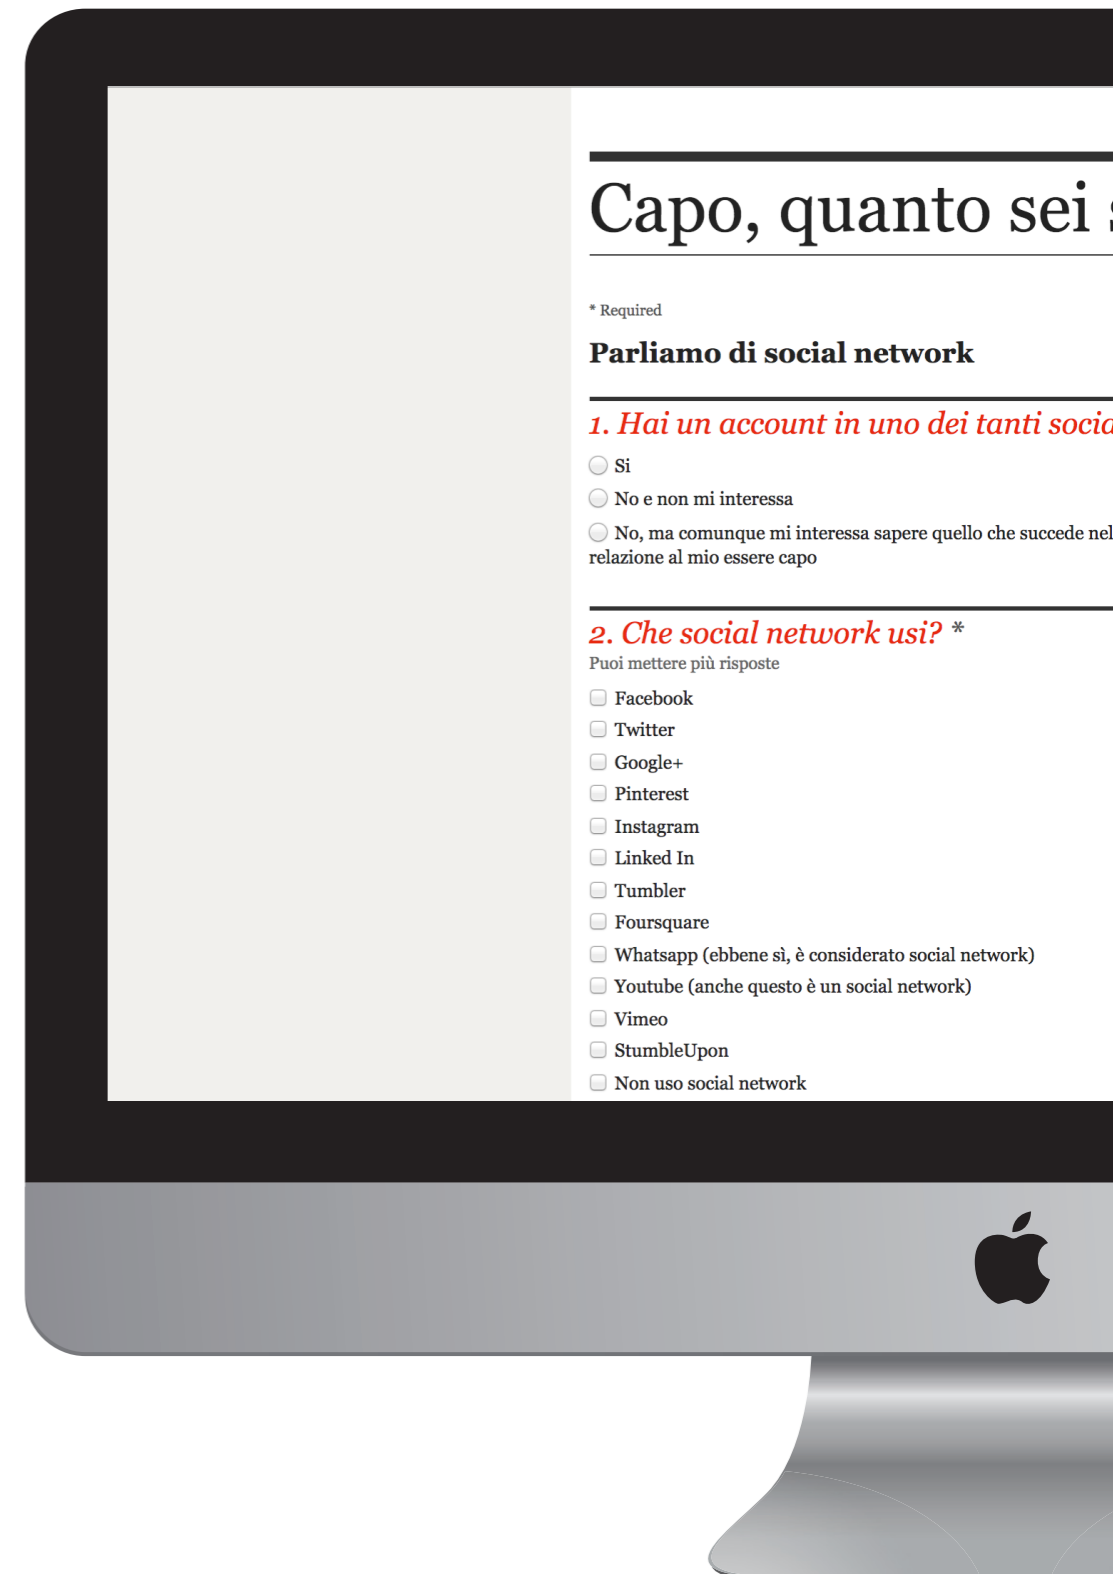 Capo, quanto sei
* Required
Parliamo di social network
1. Hai un account in uno dei tanti socia
Si
No e non mi interessa
No, ma comunque mi interessa sapere quello che succede nel
relazione al mio essere capo
2. Che social network usi? *
Puoi mettere più risposte
Facebook
Twitter
Google+
Pinterest
Instagram
Linked In
Tumbler
Foursquare
Whatsapp (ebbene sì, è considerato social network)
Youtube (anche questo è un social network)
Vimeo
StumbleUpon
Non uso social network